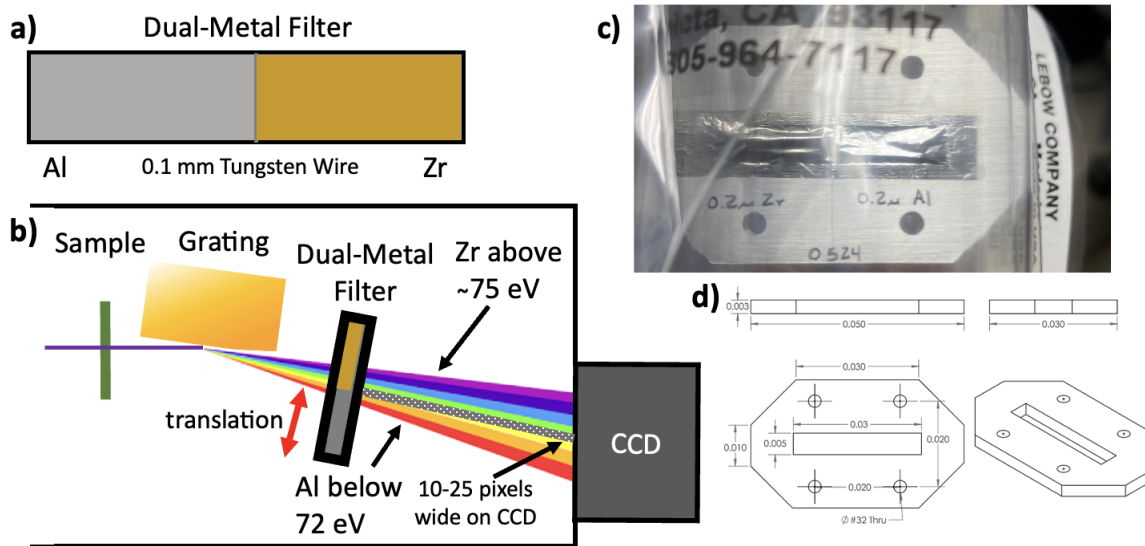 a)
Dual-Metal Filter
Al
0.1 mm Tungsten Wire
Zr
b)
Sample
Grating
Dual-Metal
Filter
Zr above
~75 eV
translation
Al below
72 eV
10-25 pixels
wide on CCD
CCD
c)
CA 93117
805-964-7117
LEBOW COMPANY
0.2µ Zr
0.2µ Al
0524
d)
0.003
0.050
0.030
0.030
0.03
0.005
0.010
0.020
0.020
Ø #32 Thru